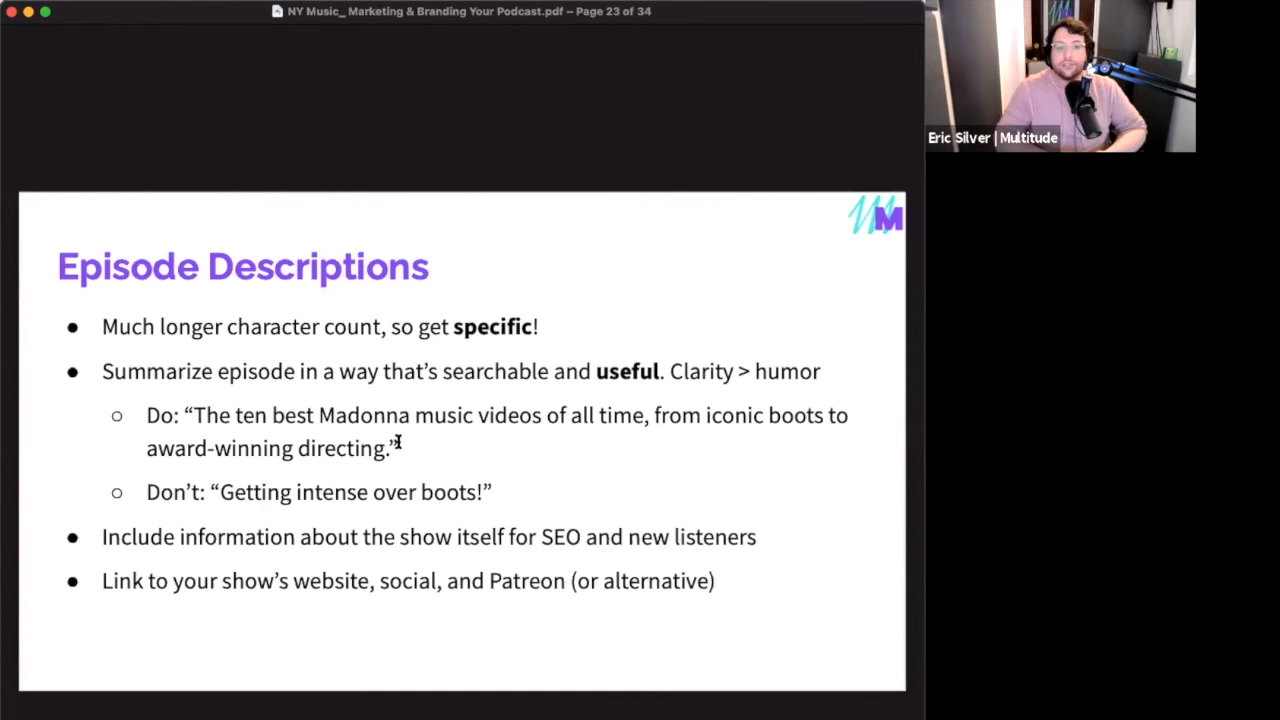 NY Music_ Marketing & Branding Your Podcast.pdf – Page 23 of 34
Eric Silver | Multitude
M
Episode Descriptions
● Much longer character count, so get specific!
● Summarize episode in a way that’s searchable and useful. Clarity > humor
○ Do: “The ten best Madonna music videos of all time, from iconic boots to
award-winning directing.”
○ Don’t: “Getting intense over boots!”
● Include information about the show itself for SEO and new listeners
● Link to your show’s website, social, and Patreon (or alternative)